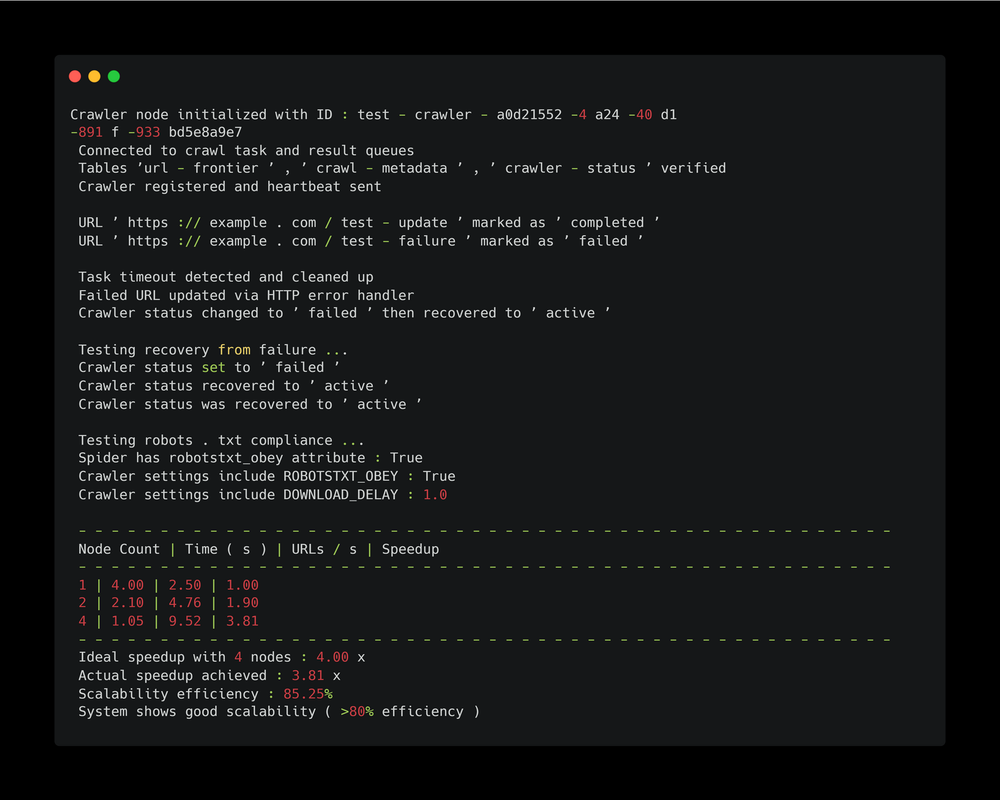 Crawler node initialized with ID : test - crawler - a0d21552 -4 a24 -40 d1
-891 f -933 bd5e8a9e7
Connected to crawl task and result queues
Tables ’url - frontier ’ , ’ crawl - metadata ’ , ’ crawler - status ’ verified
Crawler registered and heartbeat sent
URL ’ https :// example . com / test - update ’ marked as ’ completed ’
URL ’ https :// example . com / test - failure ’ marked as ’ failed ’
Task timeout detected and cleaned up
Failed URL updated via HTTP error handler
Crawler status changed to ’ failed ’ then recovered to ’ active ’
Testing recovery from failure ...
Crawler status set to ’ failed ’
Crawler status recovered to ’ active ’
Crawler status was recovered to ’ active ’
Testing robots . txt compliance ...
Spider has robotstxt_obey attribute : True
Crawler settings include ROBOTSTXT_OBEY : True
Crawler settings include DOWNLOAD_DELAY : 1.0
- - - - - - - - - - - - - - - - - - - - - - - - - - - - - - - - - - - - - - - - - - - - - - - - - -
Node Count | Time ( s ) | URLs / s | Speedup
- - - - - - - - - - - - - - - - - - - - - - - - - - - - - - - - - - - - - - - - - - - - - - - - - -
1 | 4.00 | 2.50 | 1.00
2 | 2.10 | 4.76 | 1.90
4 | 1.05 | 9.52 | 3.81
- - - - - - - - - - - - - - - - - - - - - - - - - - - - - - - - - - - - - - - - - - - - - - - - - -
Ideal speedup with 4 nodes : 4.00 x
Actual speedup achieved : 3.81 x
Scalability efficiency : 85.25%
System shows good scalability ( >80% efficiency )